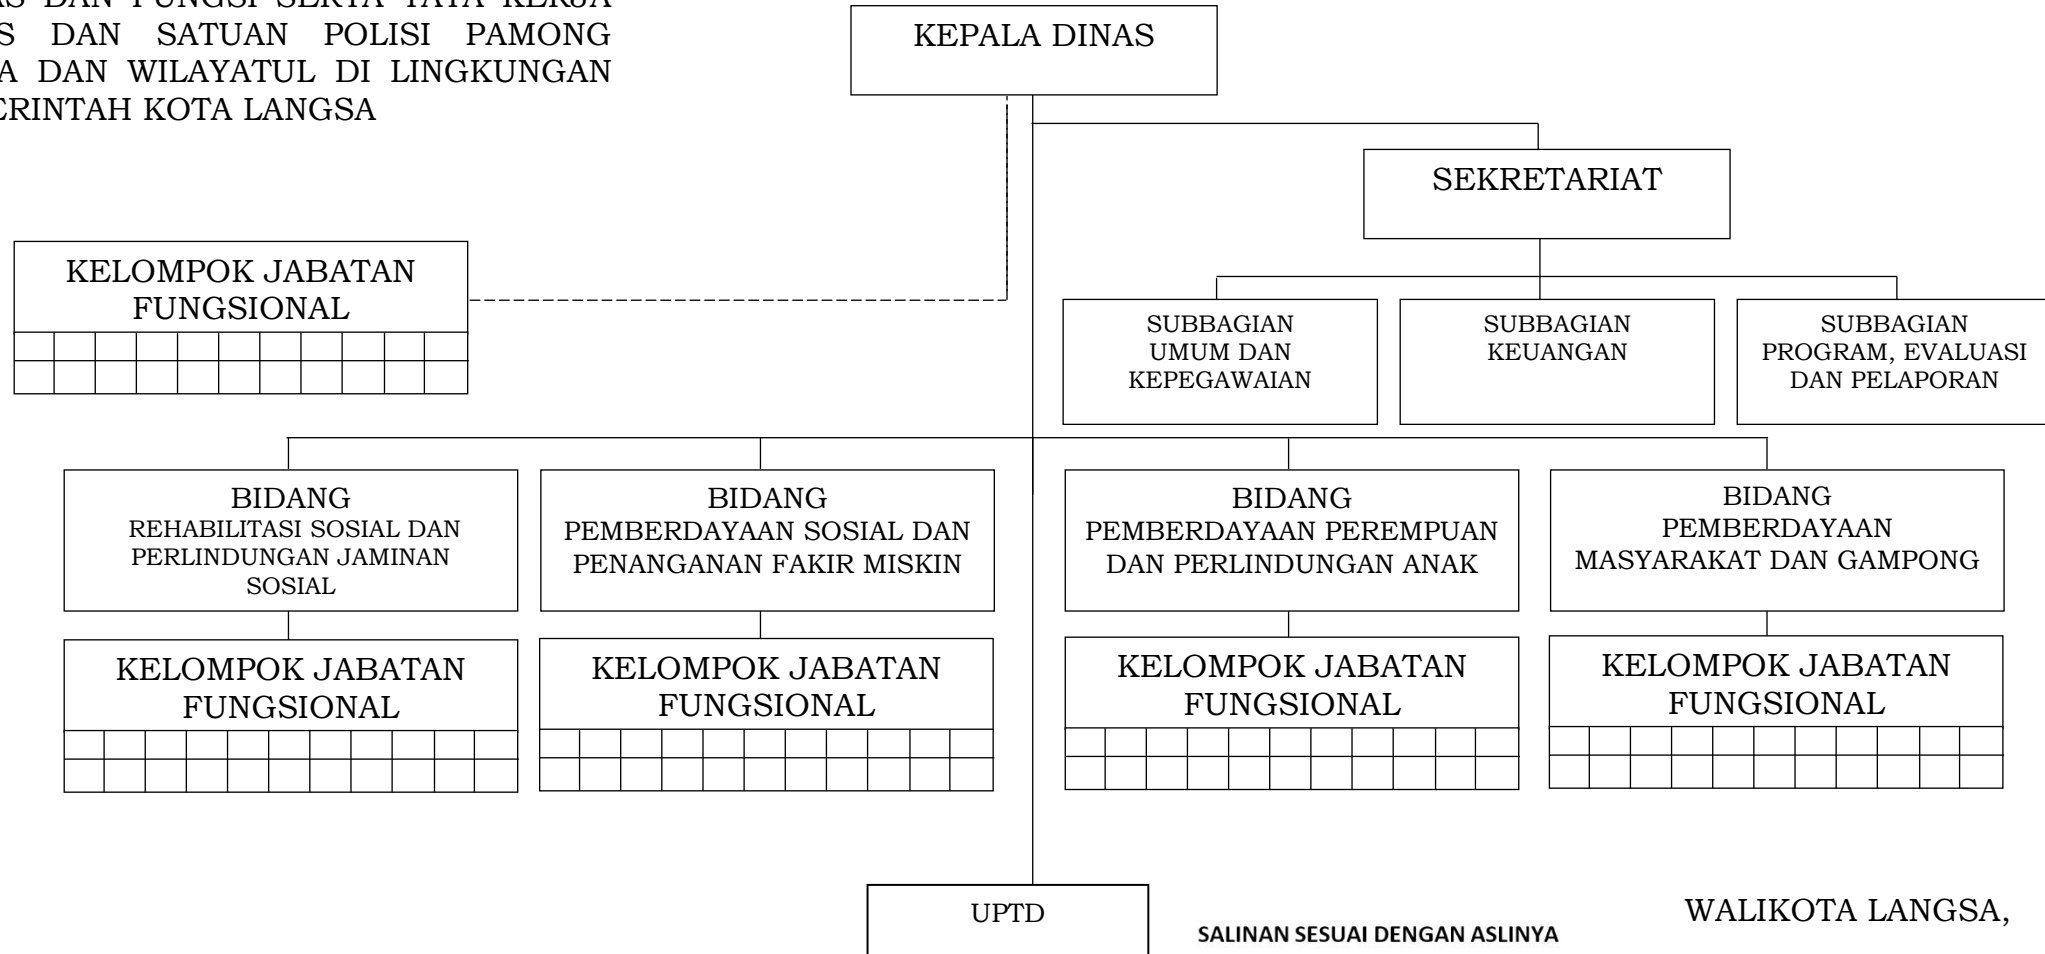 DAN FUNGSI SERTA TATA KERJA
DAN SATUAN POLISI PAMONG
DAN WILAYATUL DI LINGKUNGAN
KOTA LANGSA
KEPALA DINAS
SEKRETARIAT
KELOMPOK JABATAN
FUNGSIONAL
SUBBAGIAN
UMUM DAN
KEPEGAWAIAN
SUBBAGIAN
KEUANGAN
SUBBAGIAN
PROGRAM, EVALUASI
DAN PELAPORAN
BIDANG
REHABILITASI SOSIAL DAN
PERLINDUNGAN JAMINAN
SOSIAL
BIDANG
PEMBERDAYAAN SOSIAL DAN
PENANGANAN FAKIR MISKIN
BIDANG
PEMBERDAYAAN PEREMPUAN
DAN PERLINDUNGAN ANAK
BIDANG
PEMBERDAYAAN
MASYARAKAT DAN GAMPONG
KELOMPOK JABATAN
FUNGSIONAL
KELOMPOK JABATAN
FUNGSIONAL
KELOMPOK JABATAN
FUNGSIONAL
KELOMPOK JABATAN
FUNGSIONAL
UPTD
SALINAN SESUAI DENGAN ASLINYA
WALIKOTA LANGSA,